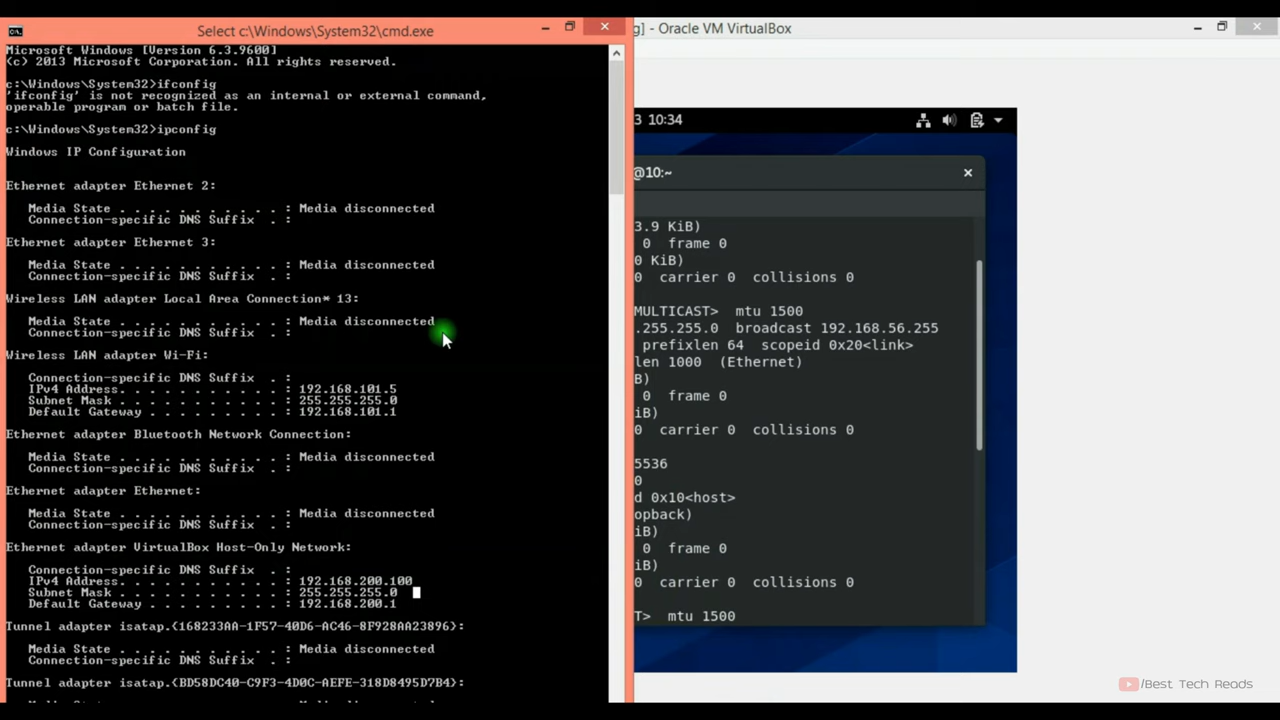 Select c:\Windows\System32\cmd.exe
Microsoft Windows [Version 6.3.9600]
(c) 2013 Microsoft Corporation. All rights reserved.
c:\Windows\System32>ifconfig
'ifconfig' is not recognized as an internal or external command,
operable program or batch file.
c:\Windows\System32>ipconfig
Windows IP Configuration
Ethernet adapter Ethernet 2:
Media State . . . . . . . . . . . : Media disconnected
Connection-specific DNS Suffix . :
Ethernet adapter Ethernet 3:
Media State . . . . . . . . . . . : Media disconnected
Connection-specific DNS Suffix . :
Wireless LAN adapter Local Area Connection* 13:
Media State . . . . . . . . . . . : Media disconnected
Connection-specific DNS Suffix . :
Wireless LAN adapter Wi-Fi:
Connection-specific DNS Suffix . :
IPv4 Address. . . . . . . . . . . : 192.168.101.5
Subnet Mask . . . . . . . . . . . : 255.255.255.0
Default Gateway . . . . . . . . . : 192.168.101.1
Ethernet adapter Bluetooth Network Connection:
Media State . . . . . . . . . . . : Media disconnected
Connection-specific DNS Suffix . :
Ethernet adapter Ethernet:
Media State . . . . . . . . . . . : Media disconnected
Connection-specific DNS Suffix . :
Ethernet adapter VirtualBox Host-Only Network:
Connection-specific DNS Suffix . :
IPv4 Address. . . . . . . . . . . : 192.168.200.100
Subnet Mask . . . . . . . . . . . : 255.255.255.0
Default Gateway . . . . . . . . . : 192.168.200.1
Tunnel adapter isatap.{168233AA-1F57-40D6-AC46-8F928AA23896}:
Media State . . . . . . . . . . . : Media disconnected
Connection-specific DNS Suffix . :
Tunnel adapter isatap.{BD58DC40-C9F3-4D0C-AEFE-318D8495D7B4}:
g] - Oracle VM VirtualBox
3 10:34
@10:~
3.9 KiB)
0 frame 0
0 KiB)
0 carrier 0 collisions 0
MULTICAST> mtu 1500
.255.255.0 broadcast 192.168.56.255
prefixlen 64 scopeid 0x20<link>
len 1000 (Ethernet)
B)
0 frame 0
iB)
0 carrier 0 collisions 0
5536
0
d 0x10<host>
opback)
iB)
0 frame 0
iB)
0 carrier 0 collisions 0
T> mtu 1500
/Best Tech Reads